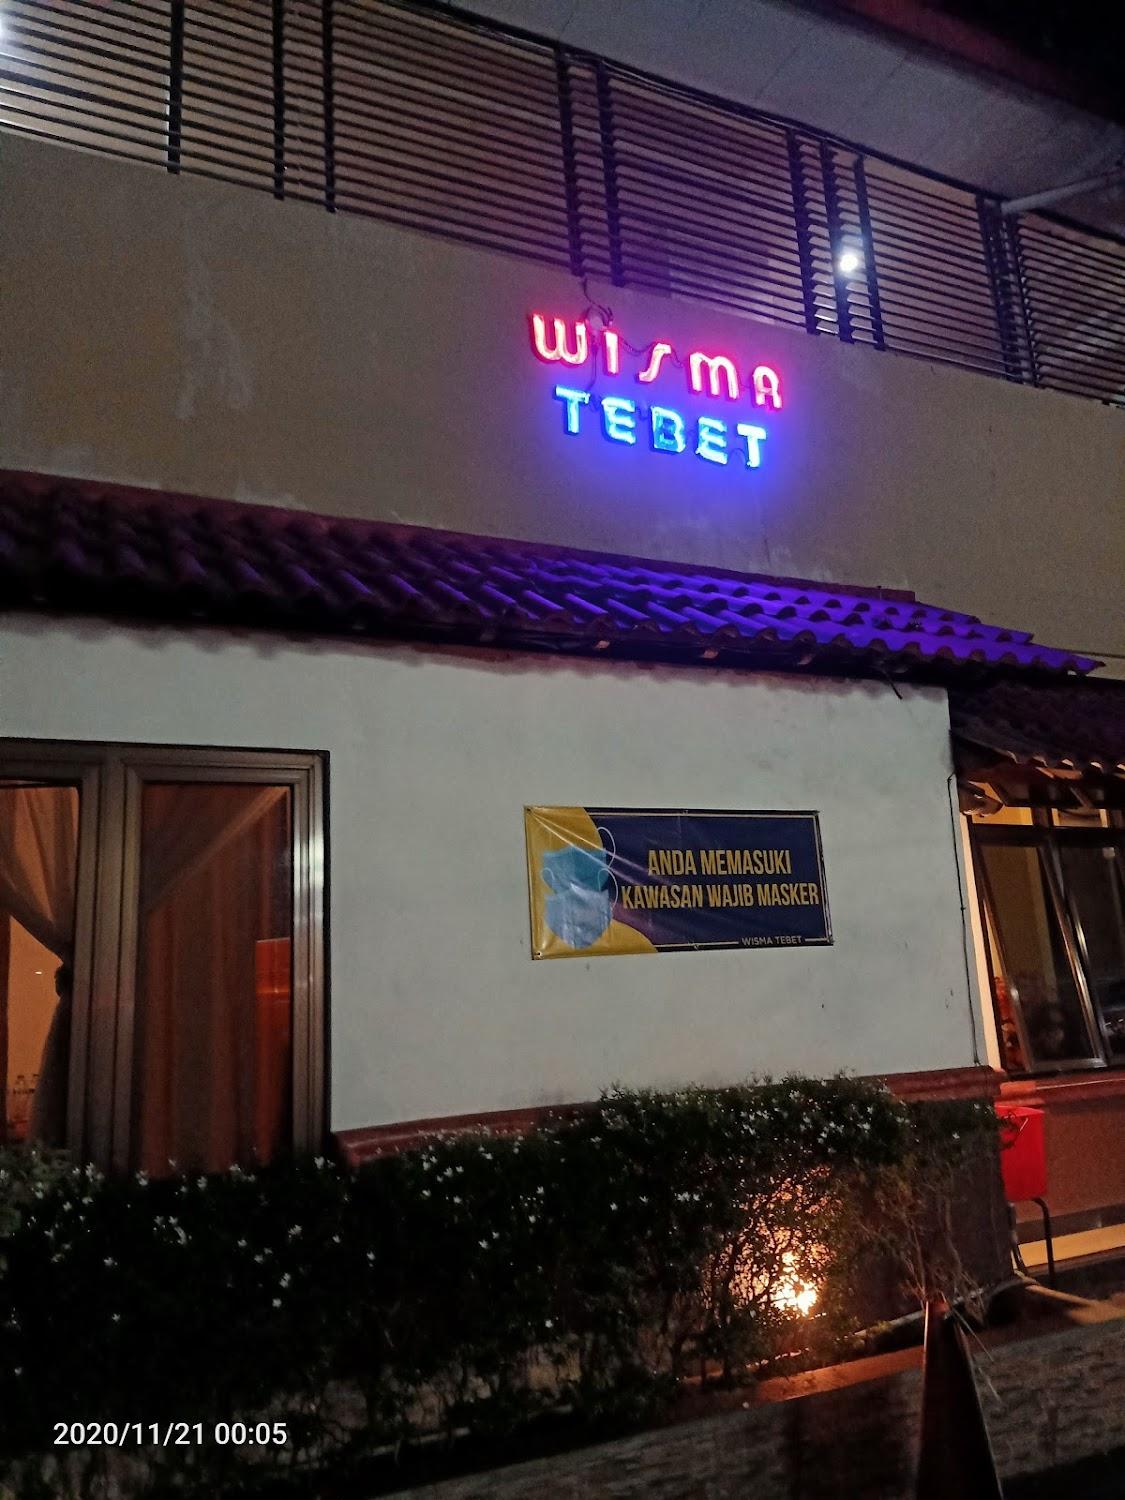 WISMA
TEBET
ANDA MEMASUKI
KAWASAN WAJIB MASKER
WISMA TEBET
2020/11/21 00:05